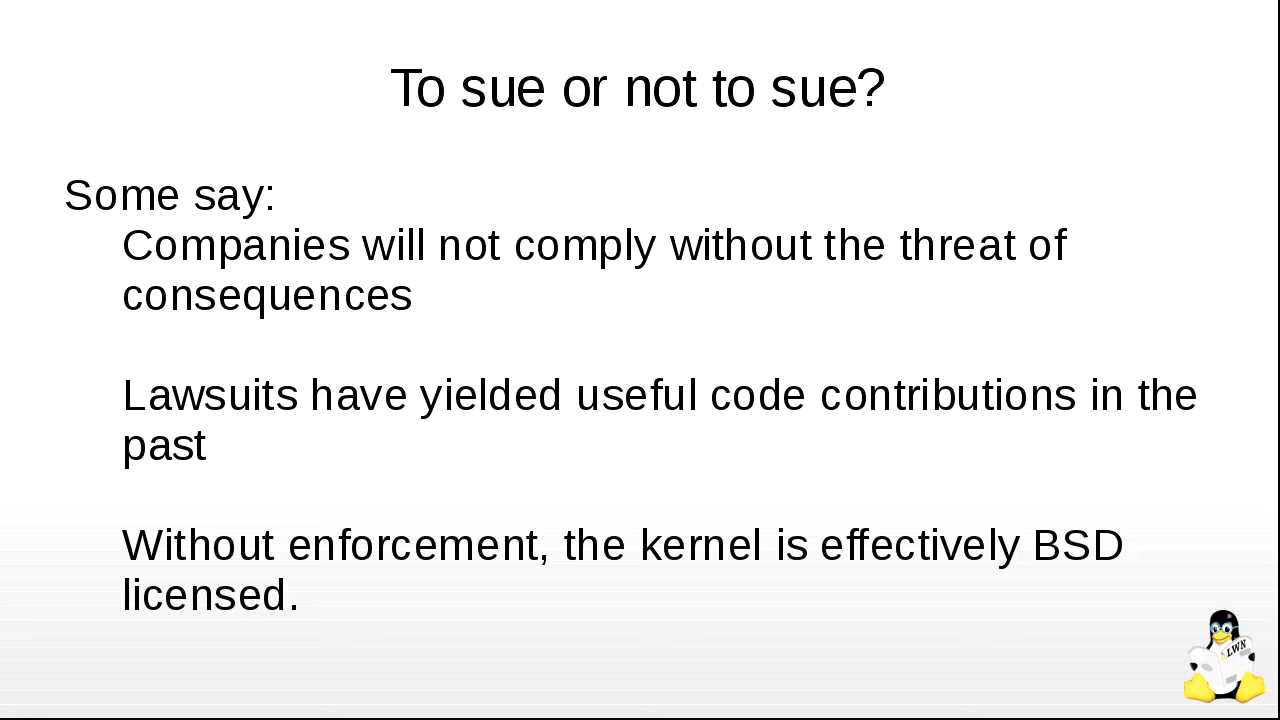 To sue or not to sue?
Some say:
Companies will not comply without the threat of
consequences
Lawsuits have yielded useful code contributions in the
past
Without enforcement, the kernel is effectively BSD
licensed.
LWN